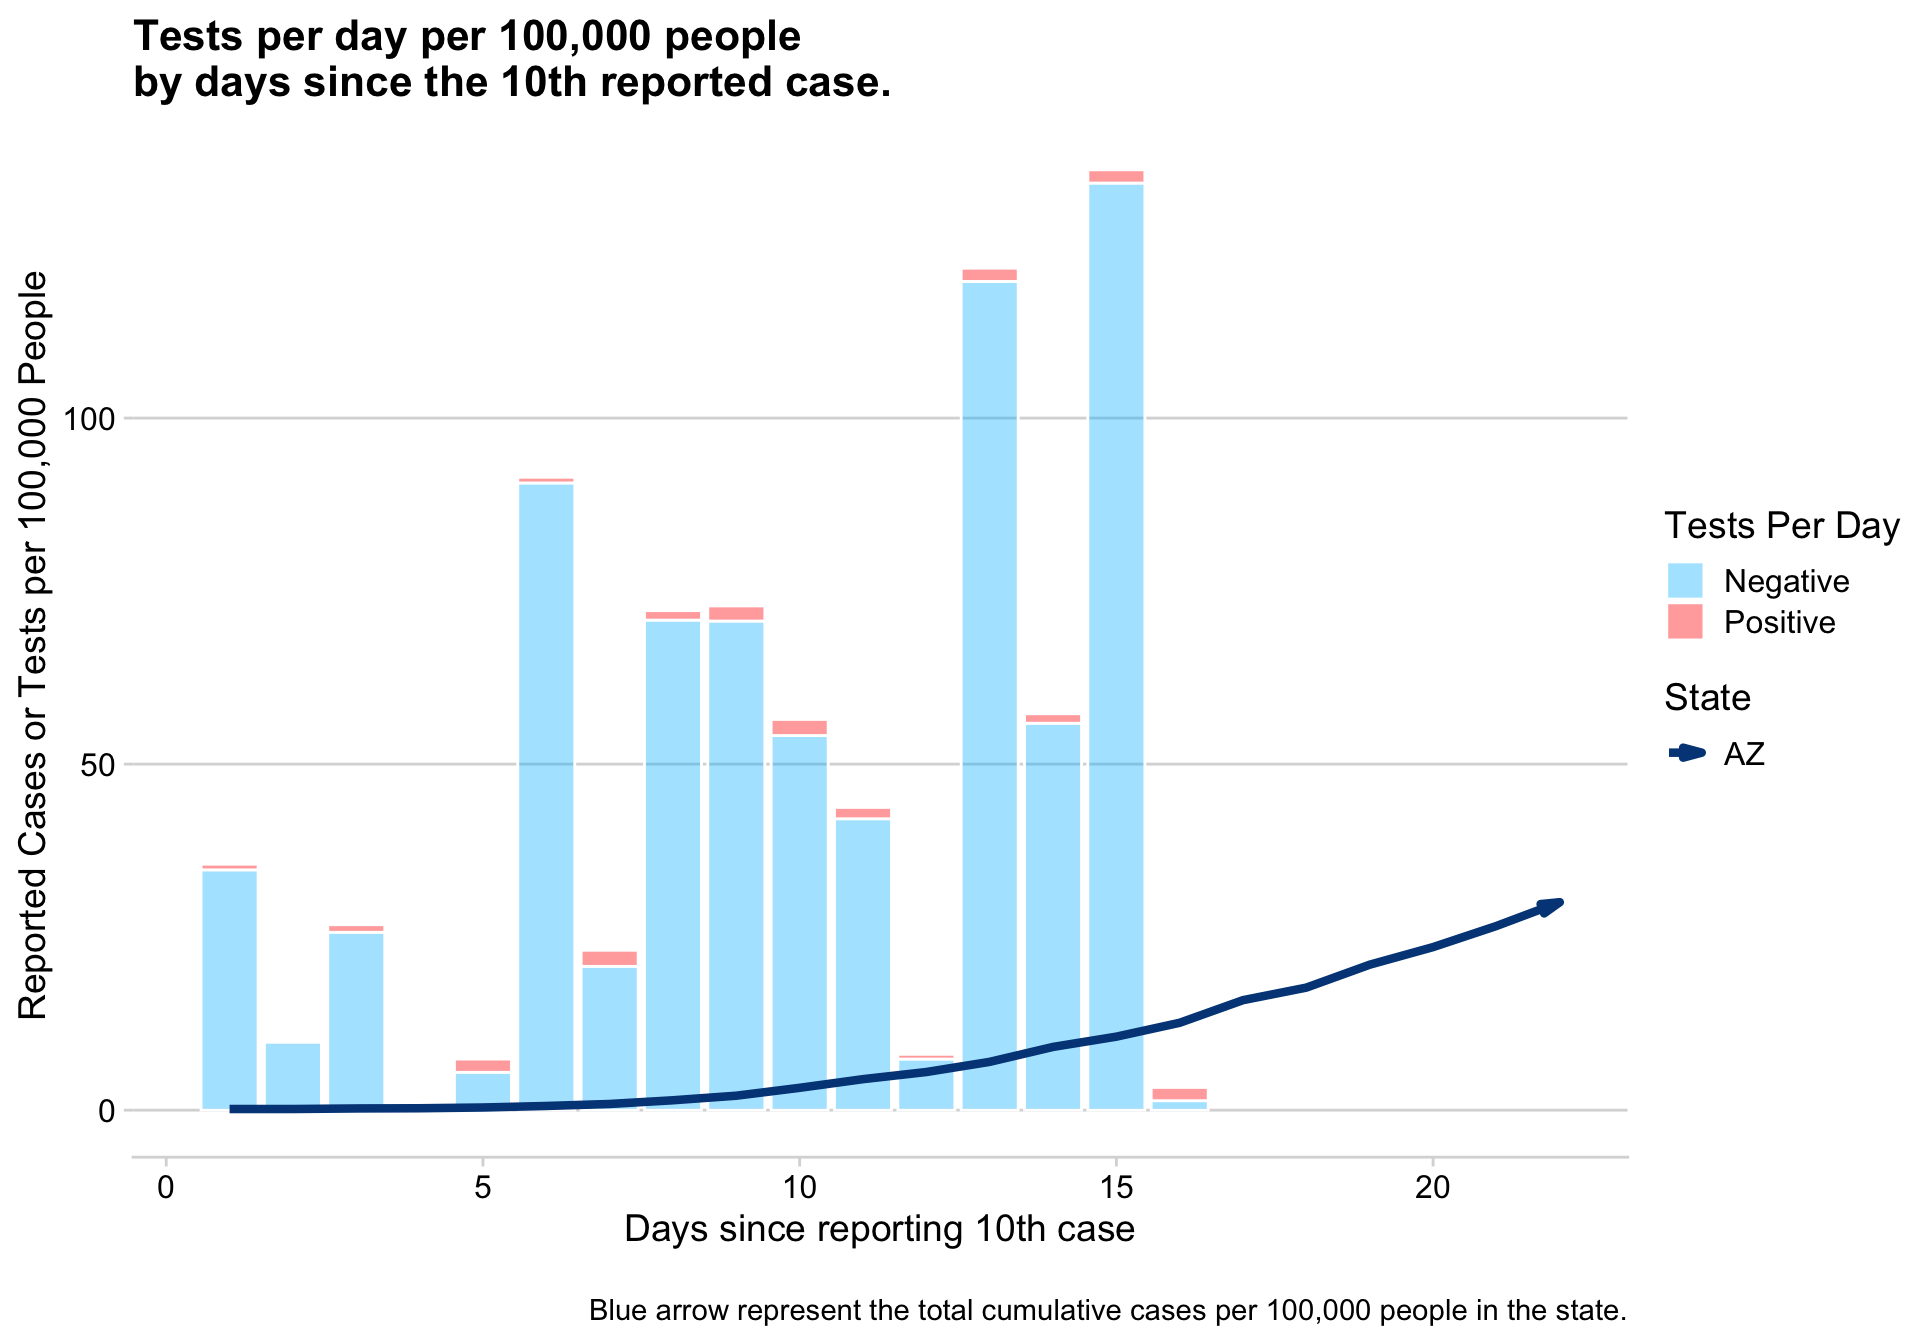 Tests per day per 100,000 people
by days since the 10th reported case.
Reported Cases or Tests per 100,000 People
100
50
0
0 5 10 15 20
Days since reporting 10th case
Tests Per Day
Negative
Positive
State
AZ
Blue arrow represent the total cumulative cases per 100,000 people in the state.